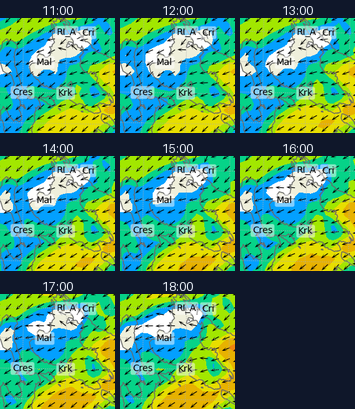 11:00 12:00 13:00
RI_A Cri RI_A Cri RI_A Cri
Mal Mal Mal
Cres Krk Cres Krk Cres Krk
14:00 15:00 16:00
RI_A Cri RI_A Cri RI_A Cri
Mal Mal Mal
Cres Krk Cres Krk Cres Krk
17:00 18:00
RI_A Cri RI_A Cri
Mal Mal
Cres Krk Cres Krk